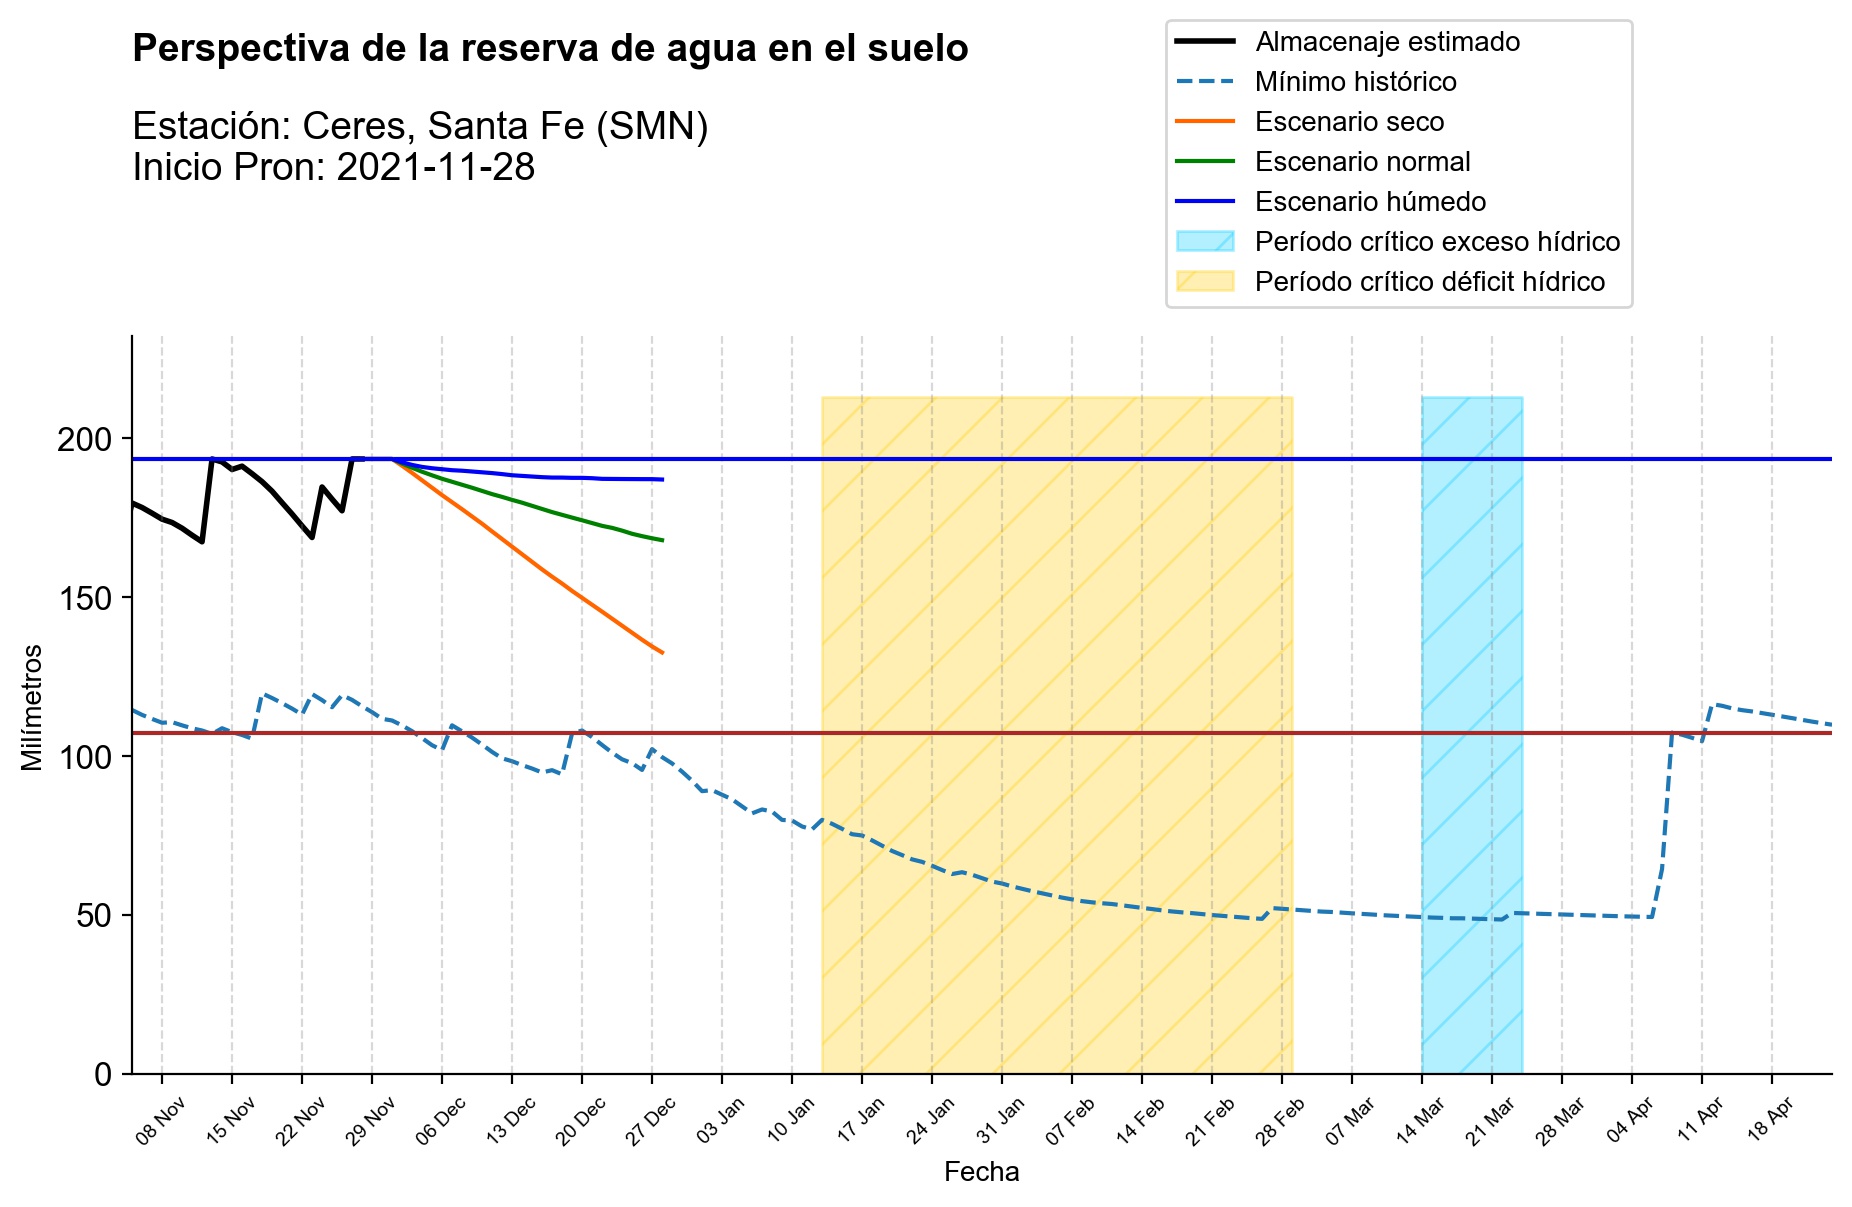 Perspectiva de la reserva de agua en el suelo
Estación: Ceres, Santa Fe (SMN)
Inicio Pron: 2021-11-28
Almacenaje estimado
Mínimo histórico
Escenario seco
Escenario normal
Escenario húmedo
Período crítico exceso hídrico
Período crítico déficit hídrico
Milímetros
200
150
100
50
0
08 Nov
15 Nov
22 Nov
29 Nov
06 Dec
13 Dec
20 Dec
27 Dec
03 Jan
10 Jan
17 Jan
24 Jan
31 Jan
07 Feb
14 Feb
21 Feb
28 Feb
07 Mar
14 Mar
21 Mar
28 Mar
04 Apr
11 Apr
18 Apr
Fecha